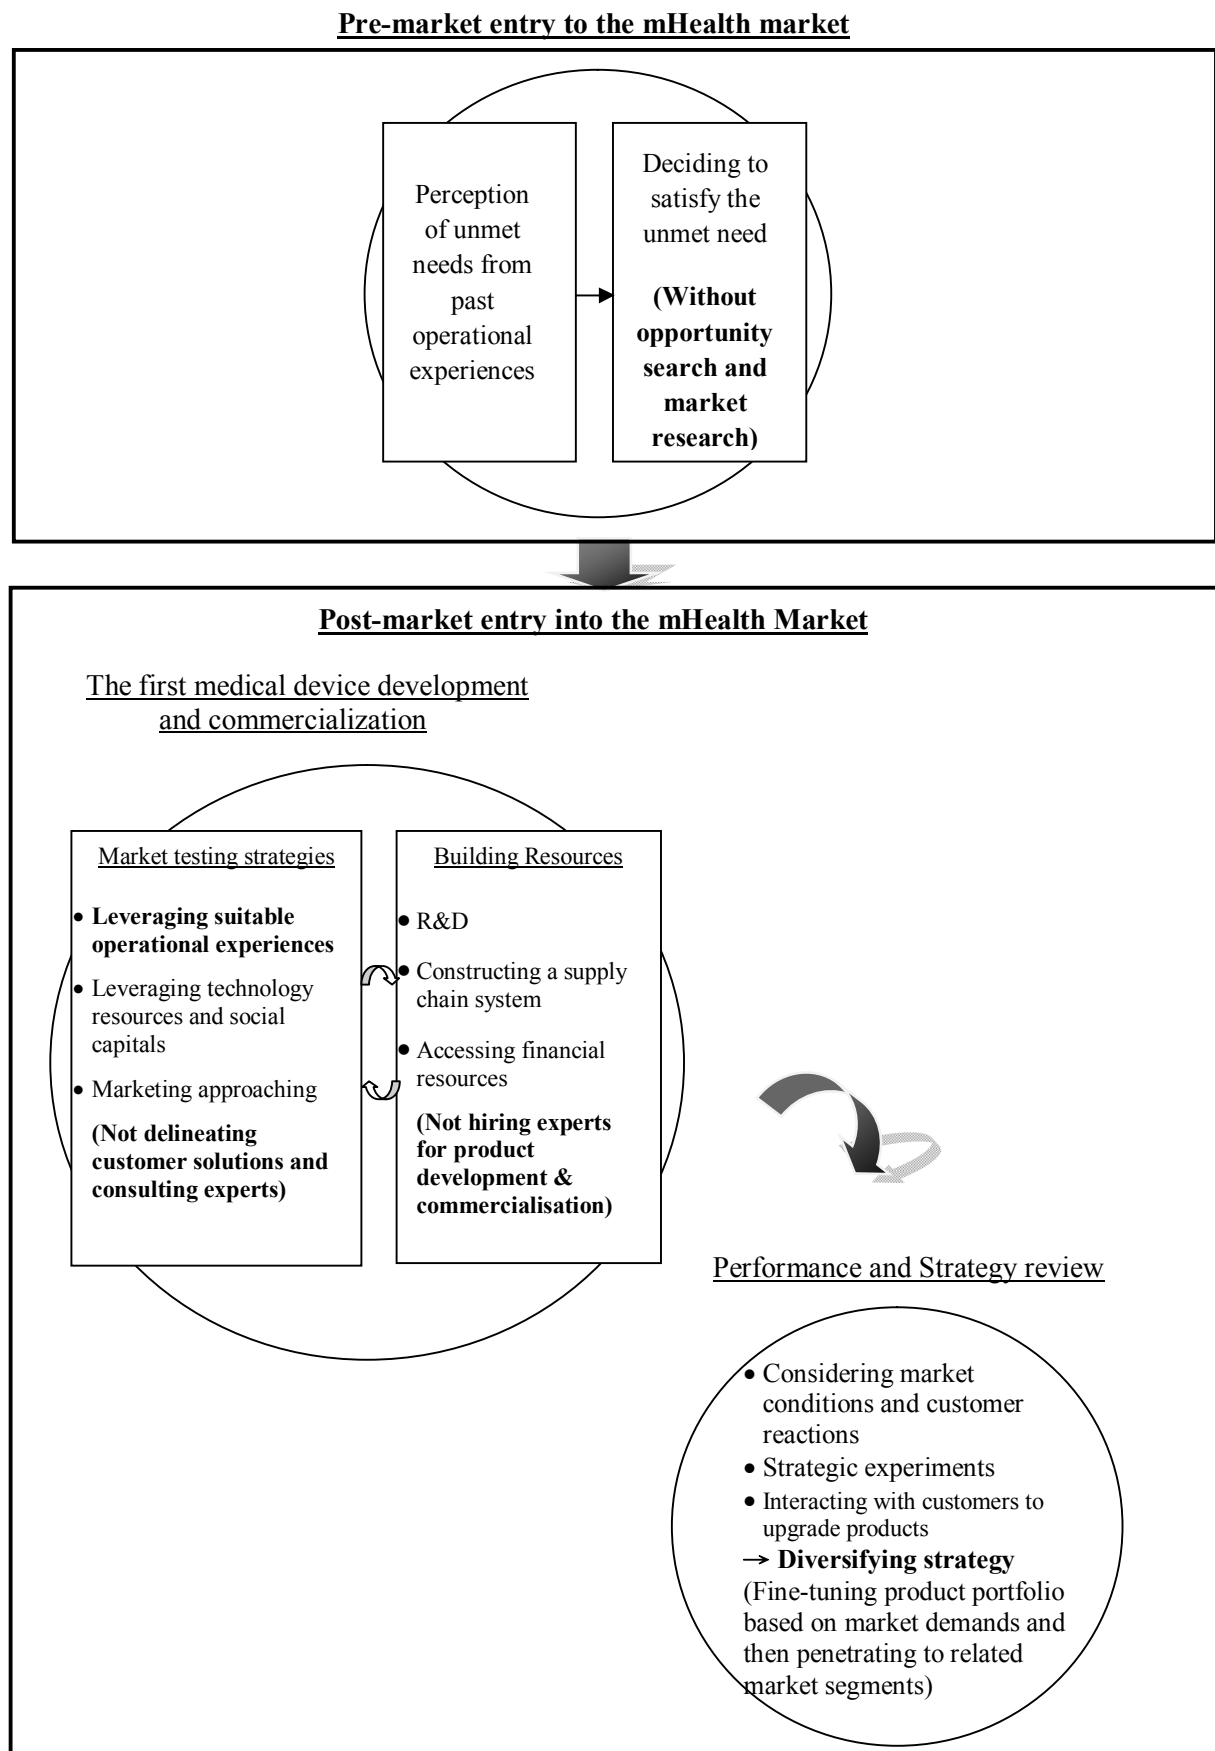 Pre-market entry to the mHealth market
Perception
of unmet
needs from
past
operational
experiences
Deciding to
satisfy the
unmet need
(Without
opportunity
search and
market
research)
Post-market entry into the mHealth Market
The first medical device development
and commercialization
Market testing strategies
• Leveraging suitable
operational experiences
• Leveraging technology
resources and social
capitals
• Marketing approaching
(Not delineating
customer solutions and
consulting experts)
Building Resources
• R&D
• Constructing a supply
chain system
• Accessing financial
resources
(Not hiring experts
for product
development &
commercialisation)
Performance and Strategy review
• Considering market
conditions and customer
reactions
• Strategic experiments
• Interacting with customers to
upgrade products
→ Diversifying strategy
(Fine-tuning product portfolio
based on market demands and
then penetrating to related
market segments)